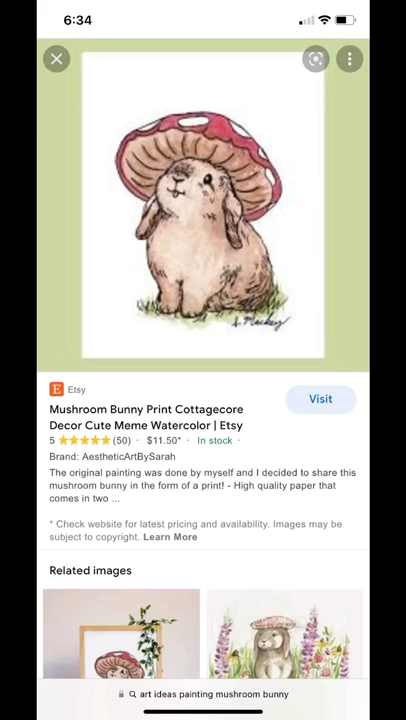 6:34
S. Mackey
Etsy
Mushroom Bunny Print Cottagecore
Decor Cute Meme Watercolor | Etsy
Visit
5 ★★★★★ (50) · $11.50* · In stock ·
Brand: AestheticArtBySarah
The original painting was done by myself and I decided to share this
mushroom bunny in the form of a print! - High quality paper that
comes in two ...
* Check website for latest pricing and availability. Images may be
subject to copyright. Learn More
Related images
art ideas painting mushroom bunny